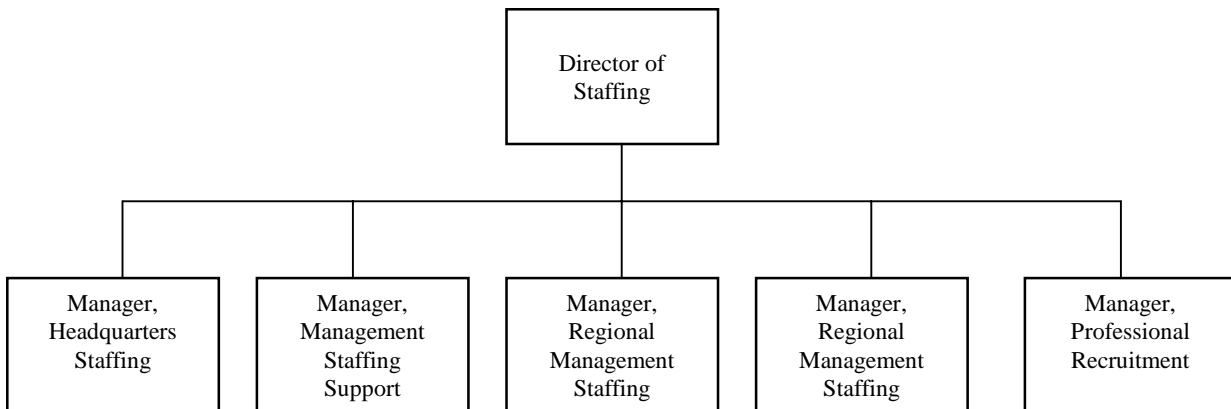 Director of
Staffing
Manager,
Headquarters
Staffing
Manager,
Management
Staffing
Support
Manager,
Regional
Management
Staffing
Manager,
Regional
Management
Staffing
Manager,
Professional
Recruitment